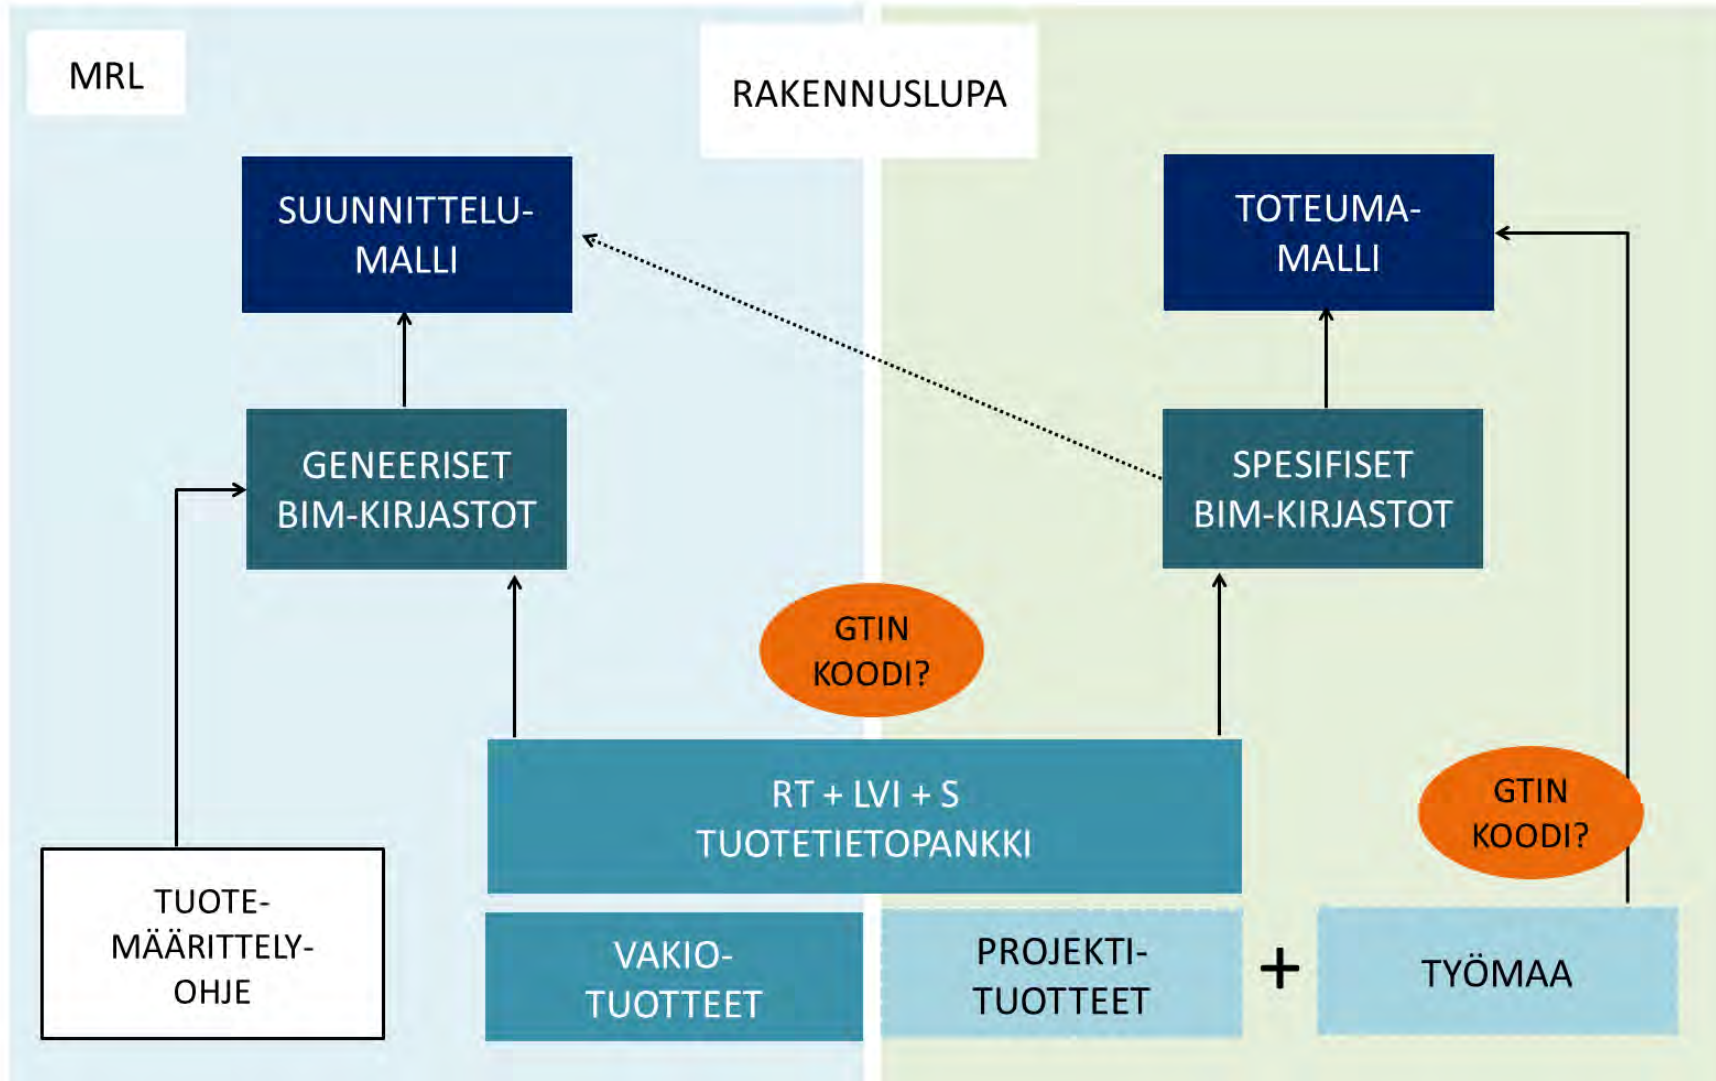 MRL
RAKENNUSLUPA
SUUNNITTELU-
MALLI
TOTEUMA-
MALLI
GENEERISET
BIM-KIRJASTOT
SPESIFISET
BIM-KIRJASTOT
GTIN
KOODI?
RT + LVI + S
TUOTETIETOPANKKI
GTIN
KOODI?
TUOTE-
MÄÄRITTELY-
OHJE
VAKIO-
TUOTTEET
PROJEKTI-
TUOTTEET
+
TYÖMAA